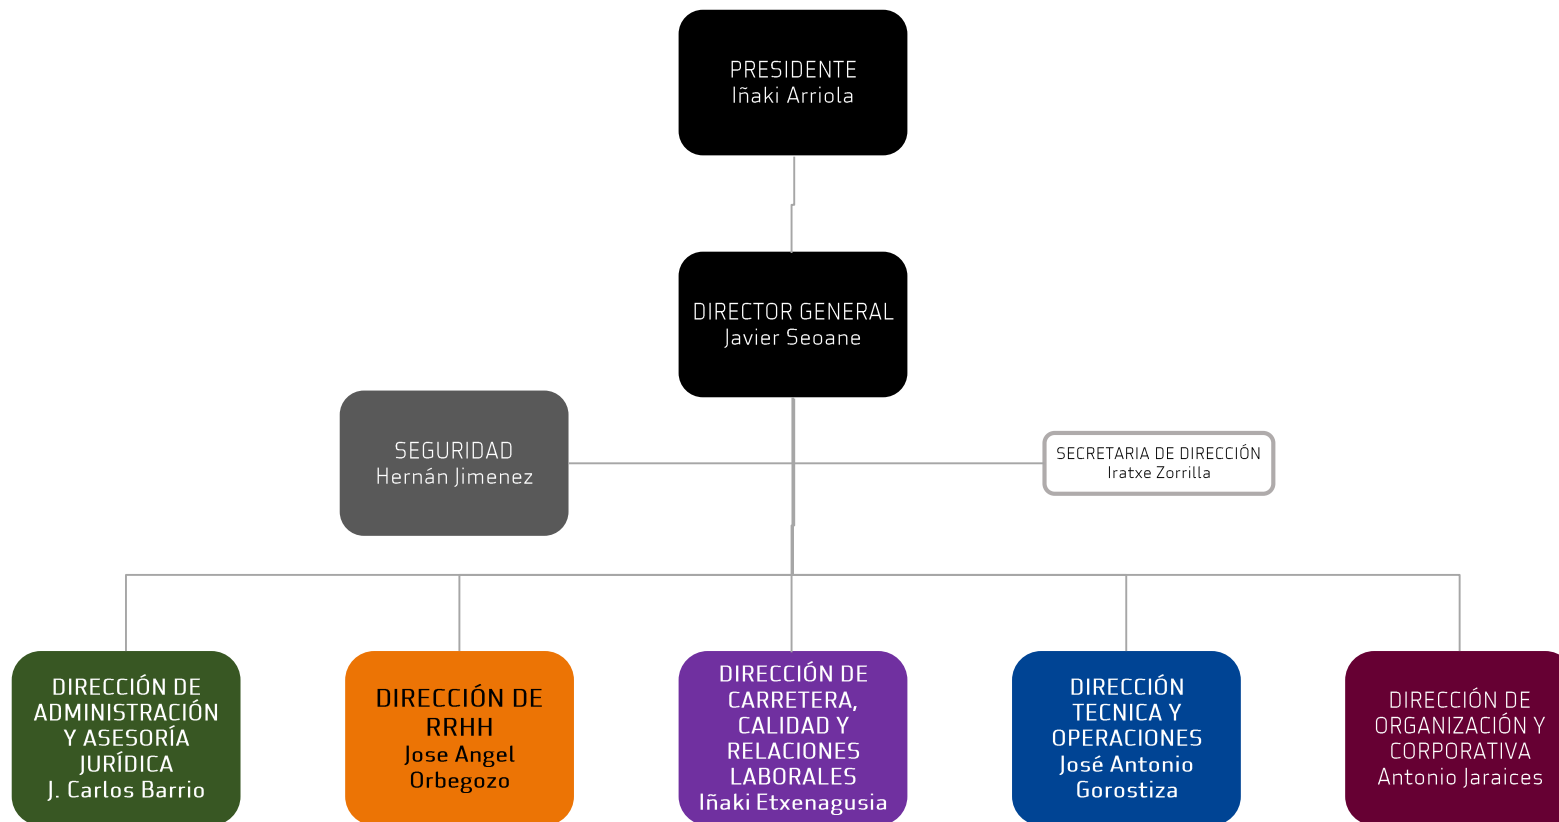 PRESIDENTE
Iñaki Arriola
DIRECTOR GENERAL
Javier Seoane
SEGURIDAD
Hernán Jimenez
SECRETARIA DE DIRECCIÓN
Iratxe Zorrilla
DIRECCIÓN DE
ADMINISTRACIÓN
Y ASESORÍA
JURÍDICA
J. Carlos Barrio
DIRECCIÓN DE
RRHH
Jose Angel
Orbegozo
DIRECCIÓN DE
CARRETERA,
CALIDAD Y
RELACIONES
LABORALES
Iñaki Etxenagusia
DIRECCIÓN
TECNICA Y
OPERACIONES
José Antonio
Gorostiza
DIRECCIÓN DE
ORGANIZACIÓN Y
CORPORATIVA
Antonio Jaraices